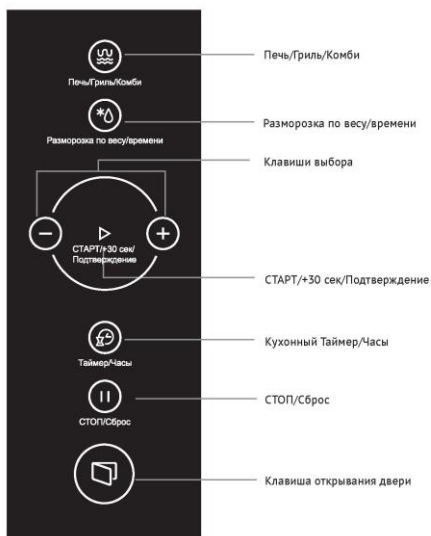 Печь/Гриль/Комби
Печь/Гриль/Комби
Разморозка по весу/времени
Разморозка по весу/времени
Клавиши выбора
СТАРТ/+30 сек/
Подтверждение
СТАРТ/+30 сек/Подтверждение
Кухонный Таймер/Часы
Таймер/Часы
СТОП/Сброс
СТОП/Сброс
Клавиша открывания двери